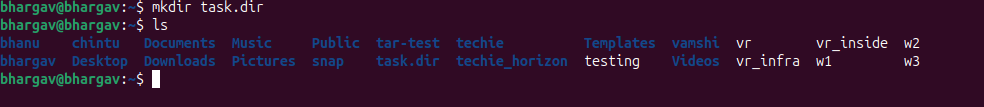 bhargav@bhargav:~$ mkdir task.dir
bhargav@bhargav:~$ ls
bhanu    chintu   Documents  Music     Public  tar-test  techie          Templates  vamshi  vr        vr_inside  w2
bhargav  Desktop  Downloads  Pictures  snap    task.dir  techie_horizon  testing    Videos  vr_infra  w1         w3
bhargav@bhargav:~$